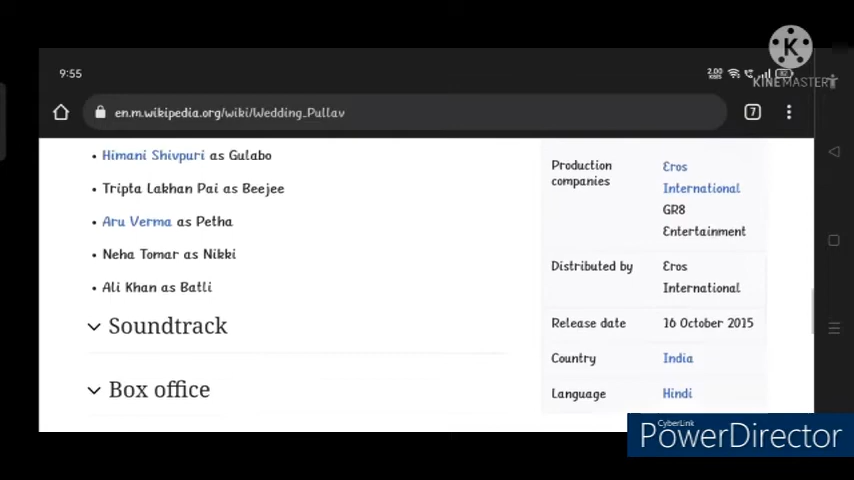 9:55
2.00
KINEMASTER
en.m.wikipedia.org/wiki/Wedding_Pullav
7
• Himani Shivpuri as Gulabo
• Tripta Lakhan Pai as Beejee
• Aru Verma as Petha
• Neha Tomar as Nikki
• Ali Khan as Batli
Soundtrack
Box office
Production companies
Eros
International
GR8
Entertainment
Distributed by
Eros
International
Release date
16 October 2015
Country
India
Language
Hindi
CyberLink
PowerDirector